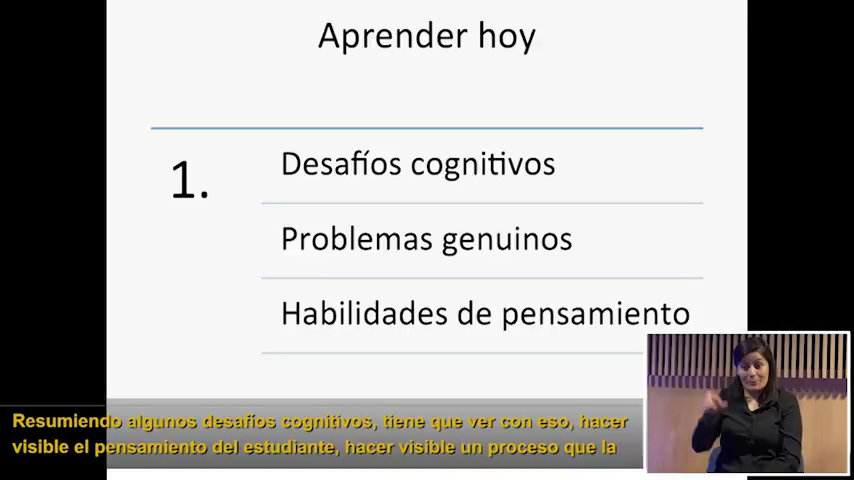 Aprender hoy
1.
Desafíos cognitivos
Problemas genuinos
Habilidades de pensamiento
Resumiendo algunos desafíos cognitivos, tiene que ver con eso, hacer
visible el pensamiento del estudiante, hacer visible un proceso que la